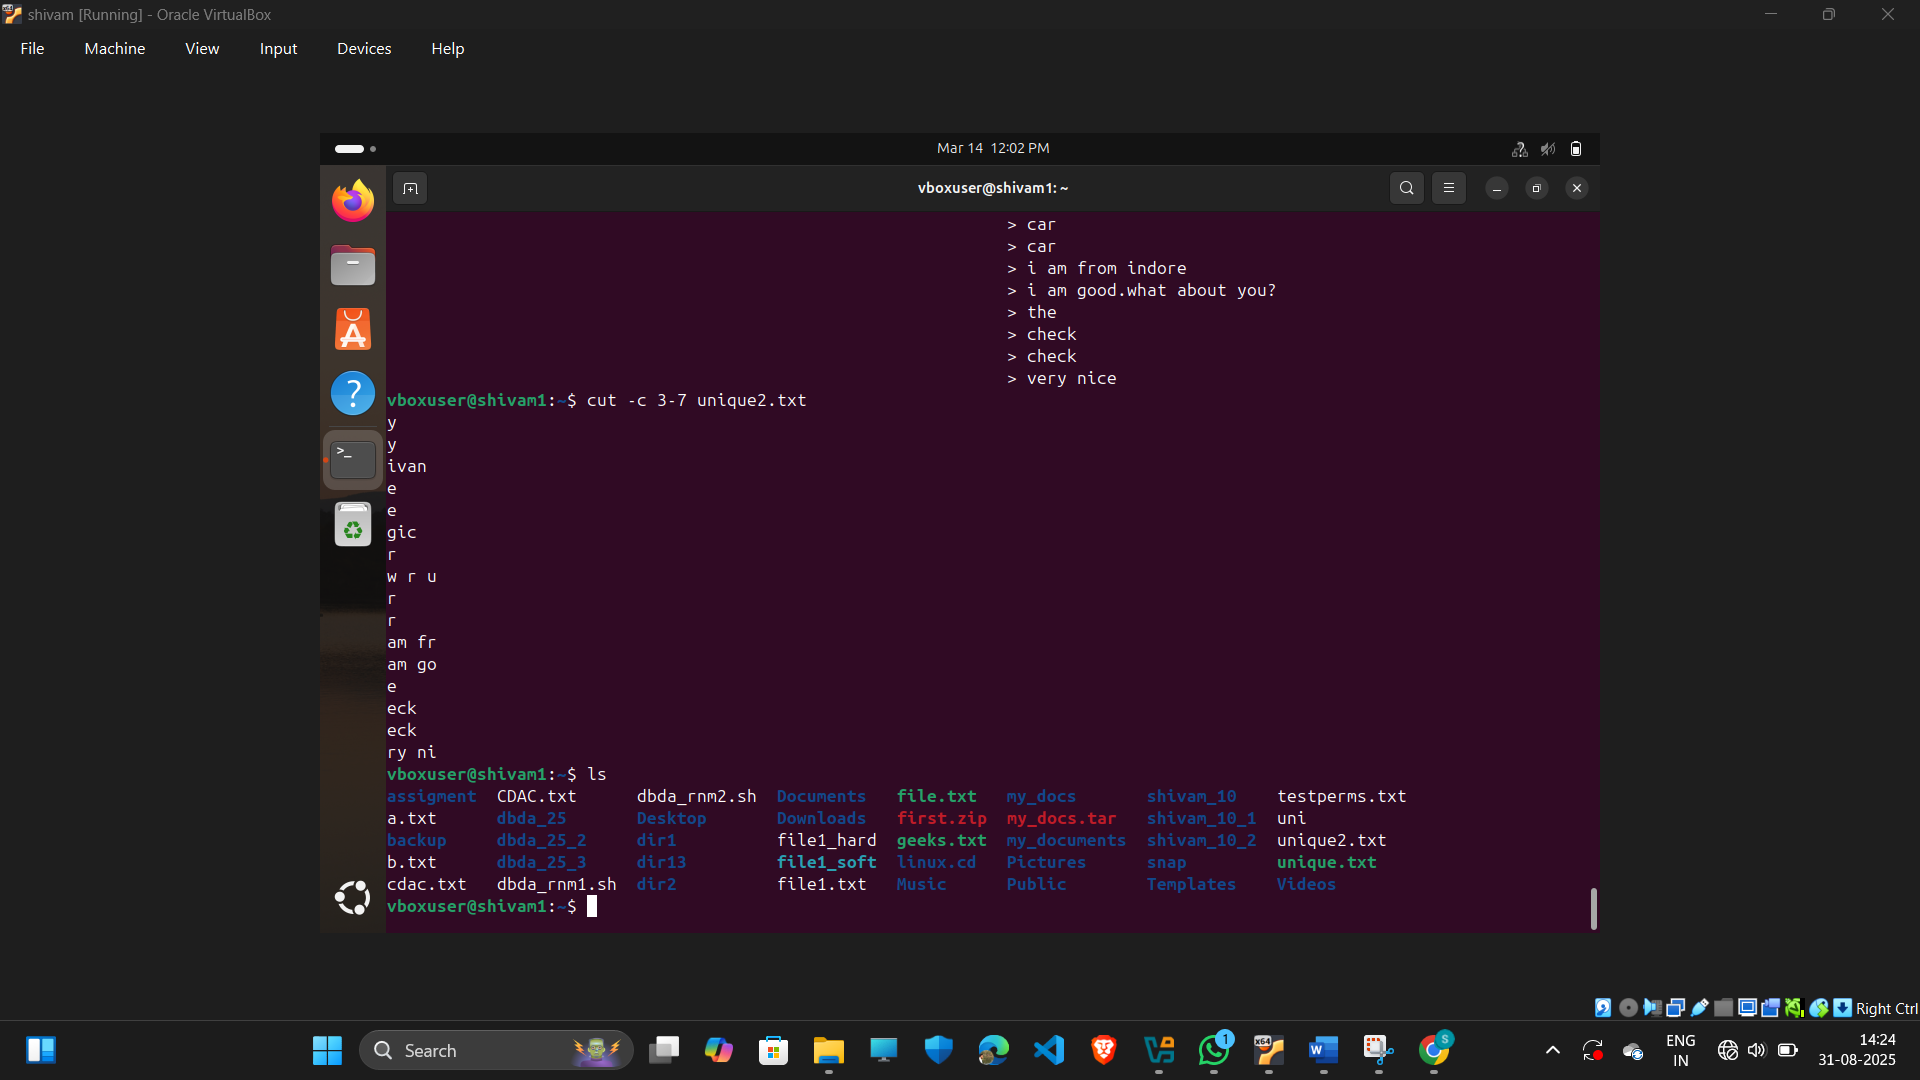 shivam [Running] - Oracle VirtualBox
File Machine View Input Devices Help
Mar 14 12:02 PM
vboxuser@shivam1: ~
> car
> car
> i am from indore
> i am good.what about you?
> the
> check
> check
> very nice
vboxuser@shivam1:~$ cut -c 3-7 unique2.txt
y
y
ivan
e
e
gic
r
w r u
r
r
am fr
am go
e
eck
eck
ry ni
vboxuser@shivam1:~$ ls
assigment CDAC.txt dbda_rnm2.sh Documents file.txt my_docs shivam_10 testperms.txt
a.txt dbda_25 Desktop Downloads first.zip my_docs.tar shivam_10_1 uni
backup dbda_25_2 dir1 file1_hard geeks.txt my_documents shivam_10_2 unique2.txt
b.txt dbda_25_3 dir13 file1_soft linux.cd Pictures snap unique.txt
cdac.txt dbda_rnm1.sh dir2 file1.txt Music Public Templates Videos
vboxuser@shivam1:~$
Right Ctrl
Search
1
x64
S
ENG
IN
14:24
31-08-2025